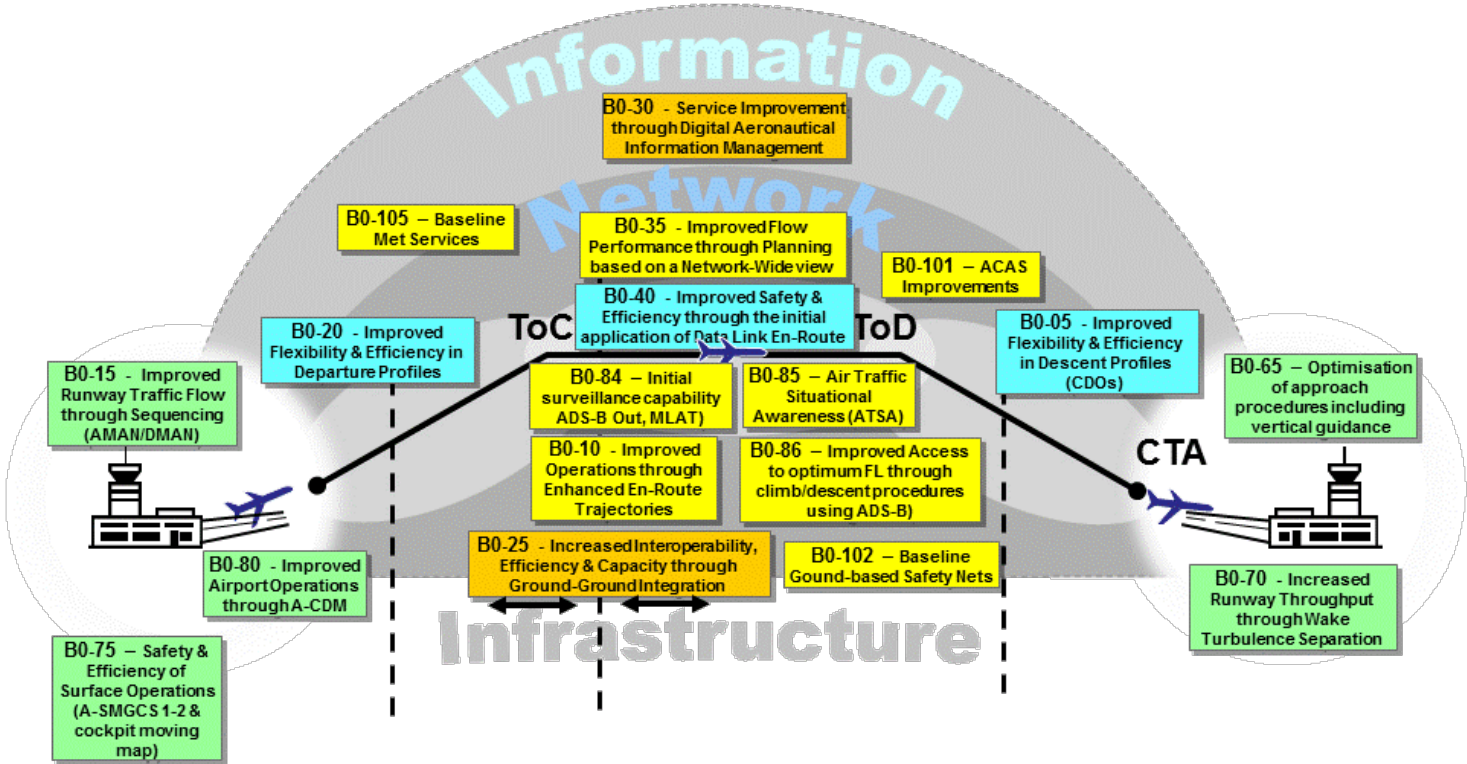 Information
B0-30 - Service Improvement
through Digital Aeronautical
Information Management
Network
B0-105 – Baseline
Met Services
B0-35 - Improved Flow
Performance through Planning
based on a Network-Wide view
B0-101 – ACAS
Improvements
B0-40 - Improved Safety &
Efficiency through the initial
application of Data Link En-Route
ToC
ToD
B0-20 - Improved
Flexibility & Efficiency in
Departure Profiles
B0-05 - Improved
Flexibility & Efficiency
in Descent Profiles
(CDOs)
B0-15 - Improved
Runway Traffic Flow
through Sequencing
(AMAN/DMAN)
B0-84 – Initial
surveillance capability
ADS-B Out, MLAT)
B0-85 – Air Traffic
Situational
Awareness (ATSA)
B0-65 – Optimisation
of approach
procedures including
vertical guidance
B0-10 - Improved
Operations through
Enhanced En-Route
Trajectories
B0-86 – Improved Access
to optimum FL through
climb/descent procedures
using ADS-B)
CTA
B0-25 - Increased Interoperability,
Efficiency & Capacity through
Ground-Ground Integration
B0-102 – Baseline
Gound-based Safety Nets
B0-80 - Improved
Airport Operations
through A-CDM
B0-70 - Increased
Runway Throughput
through Wake
Turbulence Separation
Infrastructure
B0-75 – Safety &
Efficiency of
Surface Operations
(A-SMGCS 1-2 &
cockpit moving
map)